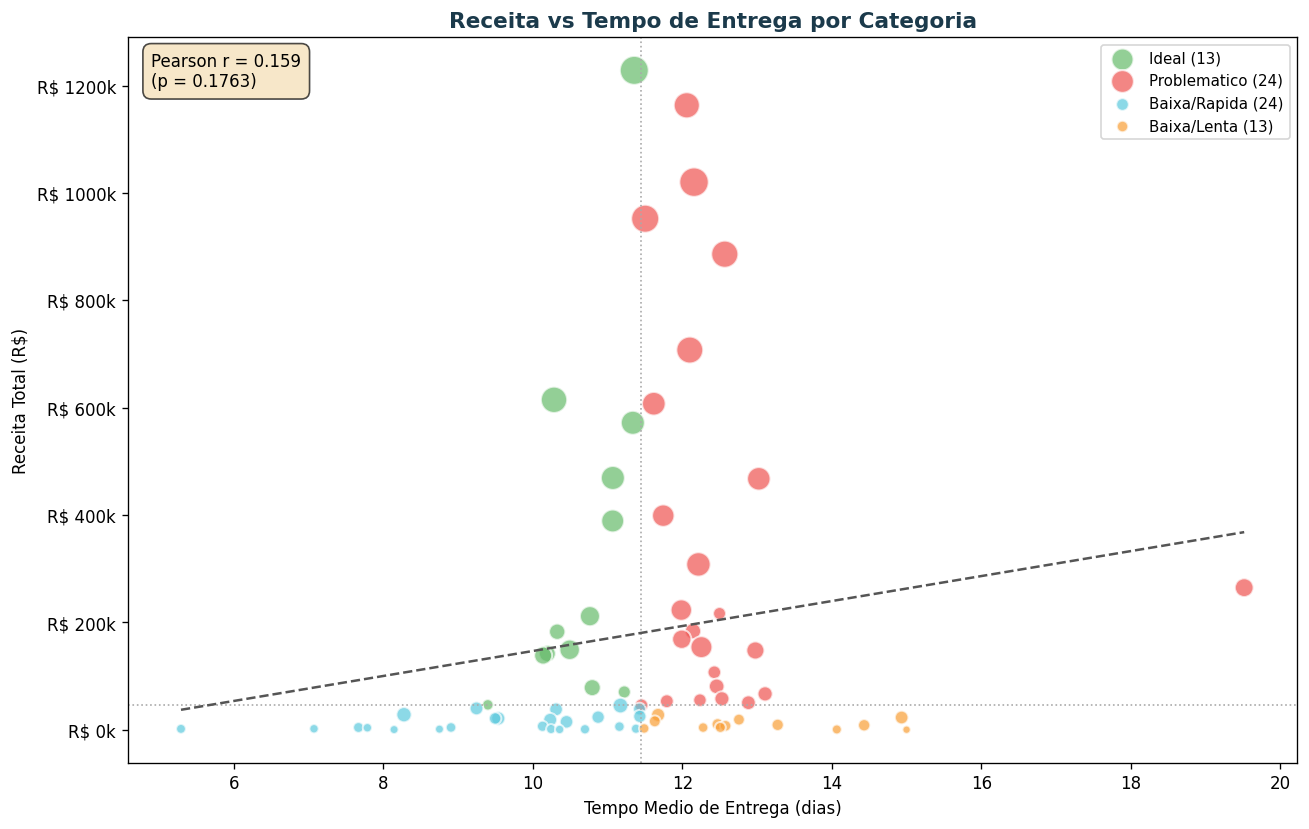 Receita vs Tempo de Entrega por Categoria
Pearson r = 0.159
(p = 0.1763)
Ideal (13)
Problematico (24)
Baixa/Rapida (24)
Baixa/Lenta (13)
Receita Total (R$)
R$ 1200k
R$ 1000k
R$ 800k
R$ 600k
R$ 400k
R$ 200k
R$ 0k
6 8 10 12 14 16 18 20
Tempo Medio de Entrega (dias)